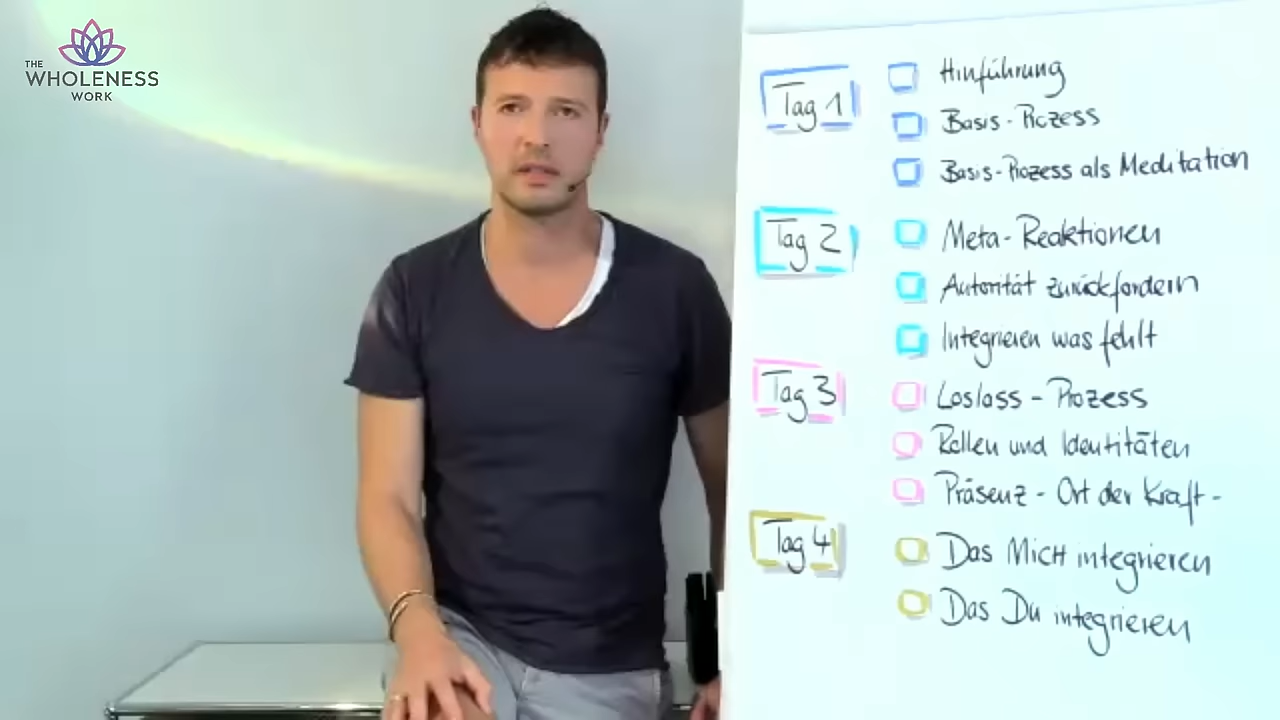 THE
WHOLENESS
WORK
Tag 1
Hinführung
Basis-Prozess
Basis-Prozess als Meditation
Tag 2
Meta-Reaktionen
Autorität zurückfordern
Integrieren was fehlt
Tag 3
Loslass-Prozess
Rollen und Identitäten
Präsenz - Ort der Kraft -
Tag 4
Das Mich integrieren
Das Du integrieren